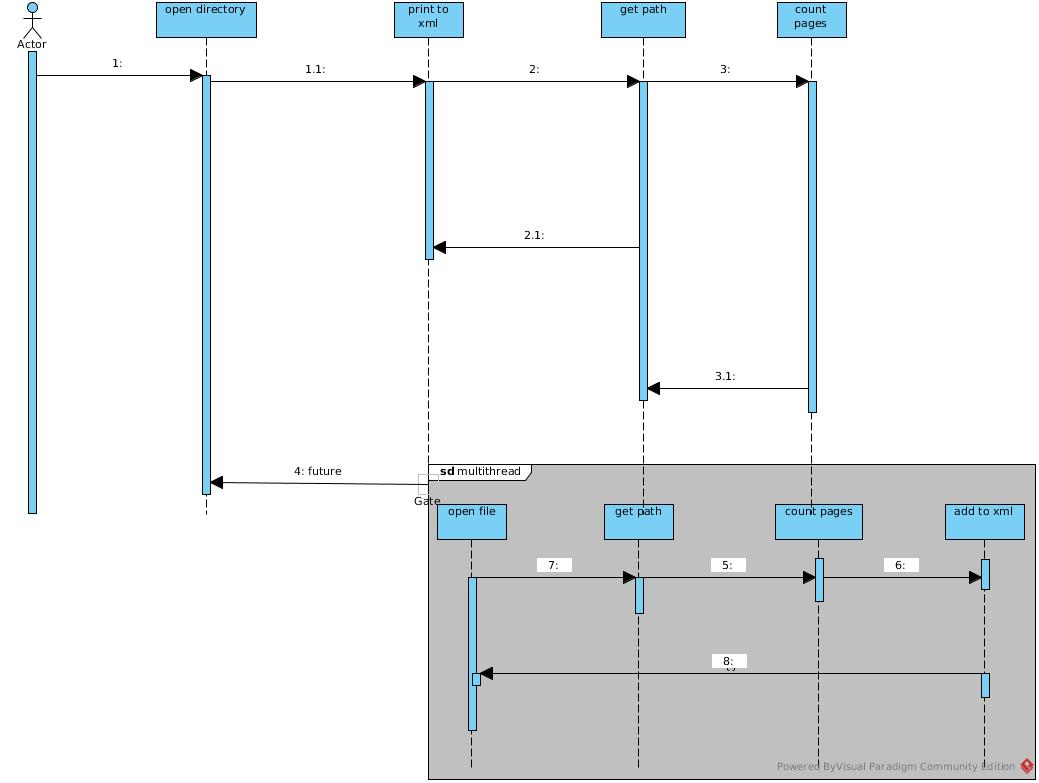 open directory
print to
xml
get path
count
pages
Actor
1:
1.1:
2:
3:
2.1:
3.1:
4: future
sd multithread
Gate
open file
get path
count pages
add to xml
7:
5:
6:
8:
Powered ByVisual Paradigm Community Edition